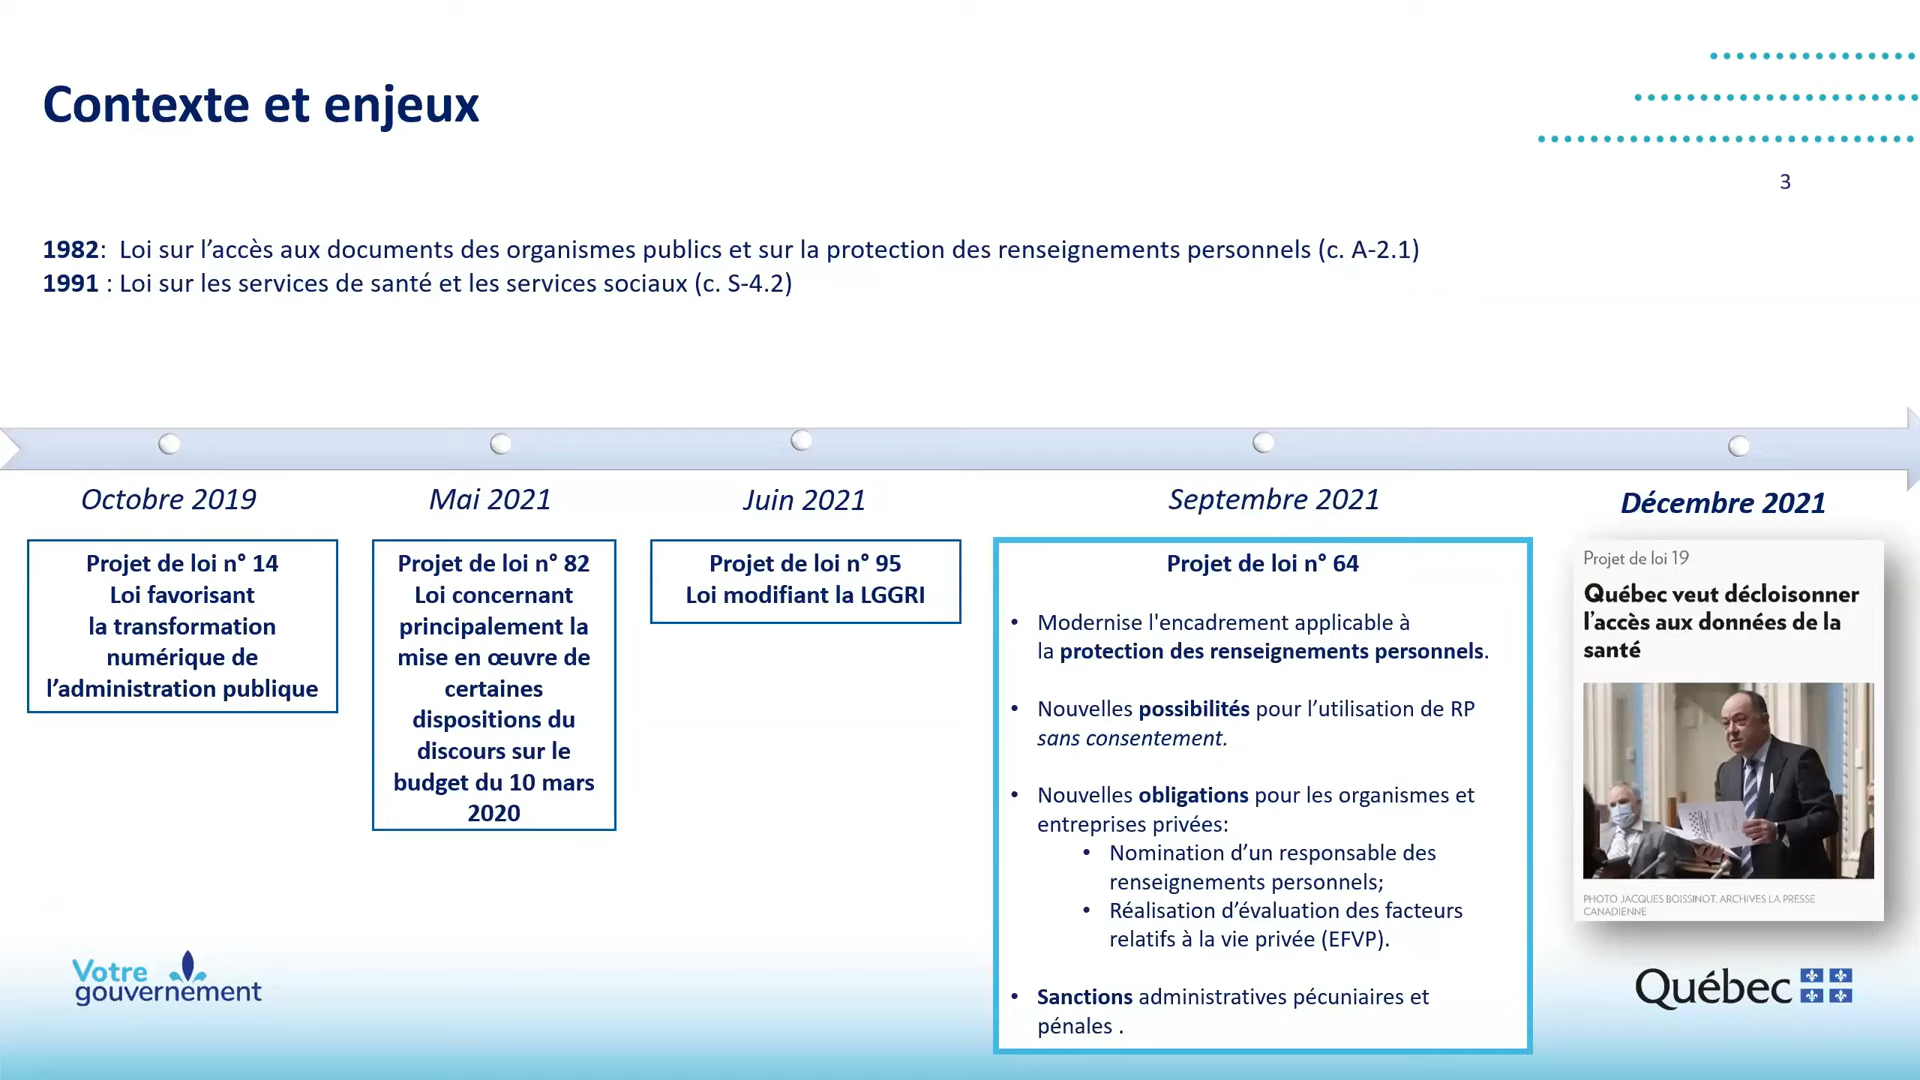 Contexte et enjeux
3
1982:  Loi sur l’accès aux documents des organismes publics et sur la protection des renseignements personnels (c. A-2.1)
1991 : Loi sur les services de santé et les services sociaux (c. S-4.2)
Octobre 2019
Projet de loi n° 14
Loi favorisant
la transformation
numérique de
l’administration publique
Mai 2021
Projet de loi n° 82
Loi concernant
principalement la
mise en œuvre de
certaines
dispositions du
discours sur le
budget du 10 mars
2020
Juin 2021
Projet de loi n° 95
Loi modifiant la LGGRI
Septembre 2021
Projet de loi n° 64
• Modernise l'encadrement applicable à
la protection des renseignements personnels.
• Nouvelles possibilités pour l’utilisation de RP
sans consentement.
• Nouvelles obligations pour les organismes et
entreprises privées:
• Nomination d’un responsable des
renseignements personnels;
• Réalisation d’évaluation des facteurs
relatifs à la vie privée (EFVP).
• Sanctions administratives pécuniaires et
pénales .
Décembre 2021
Projet de loi 19
Québec veut décloisonner
l’accès aux données de la
santé
PHOTO JACQUES BOISSINOT, ARCHIVES LA PRESSE
CANADIENNE
Votre
gouvernement
Québec